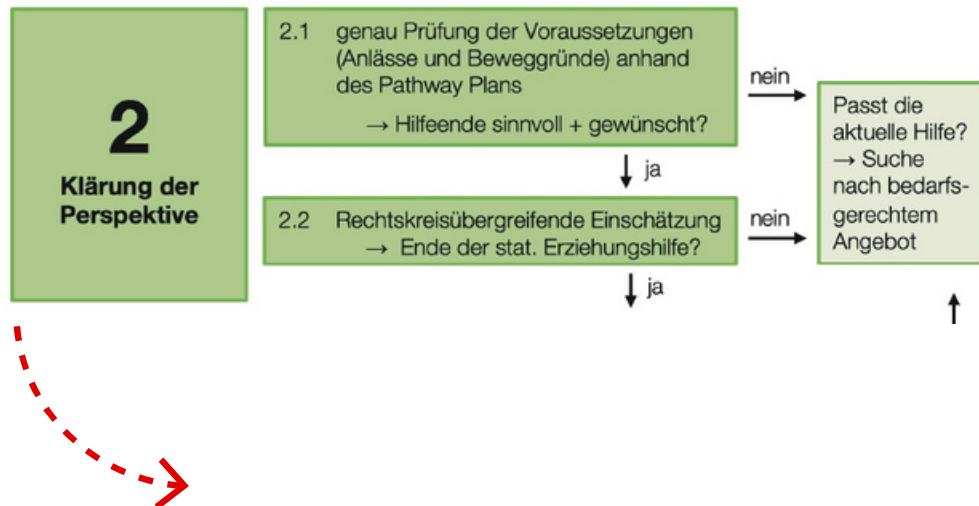 2
Klärung der
Perspektive
2.1 genau Prüfung der Voraussetzungen
(Anlässe und Beweggründe) anhand
des Pathway Plans
→ Hilfeende sinnvoll + gewünscht?
nein
ja
2.2 Rechtskreisübergreifende Einschätzung
→ Ende der stat. Erziehungshilfe?
nein
ja
Passt die
aktuelle Hilfe?
→ Suche
nach bedarfs-
gerechtem
Angebot